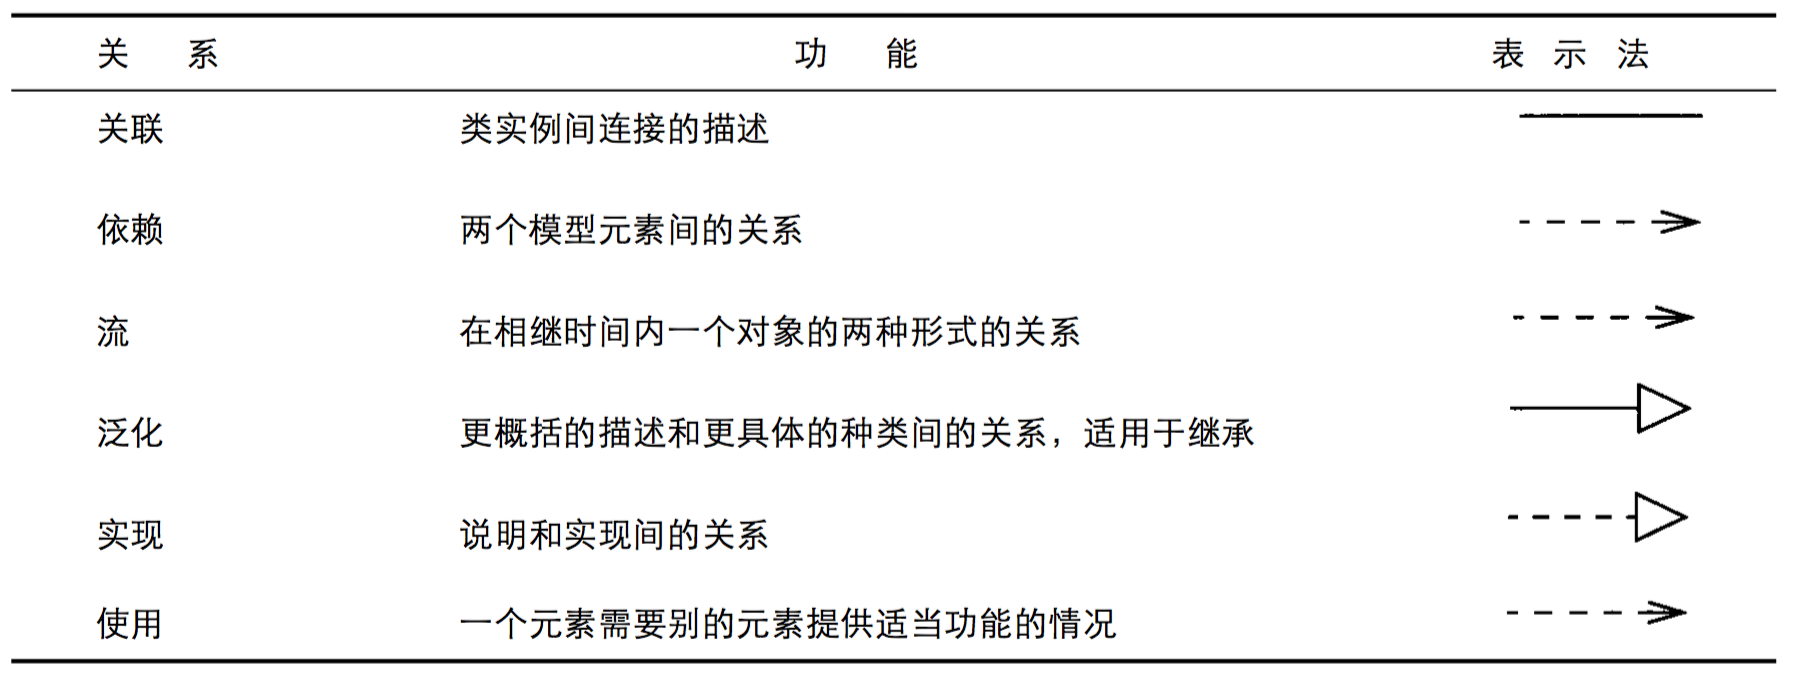 关 系 功 能 表 示 法
关联 类实例间连接的描述
依赖 两个模型元素间的关系
流 在相继时间内一个对象的两种形式的关系
泛化 更概括的描述和更具体的种类间的关系，适用于继承
实现 说明和实现间的关系
使用 一个元素需要别的元素提供适当功能的情况